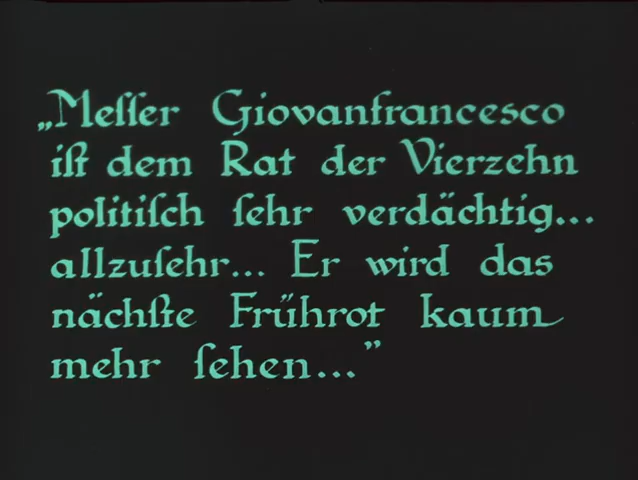 „Meſſer Giovanfrancesco
iſt dem Rat der Vierzehn
politiſch ſehr verdächtig...
allzuſehr... Er wird das
nächſte Frührot kaum
mehr ſehen...”